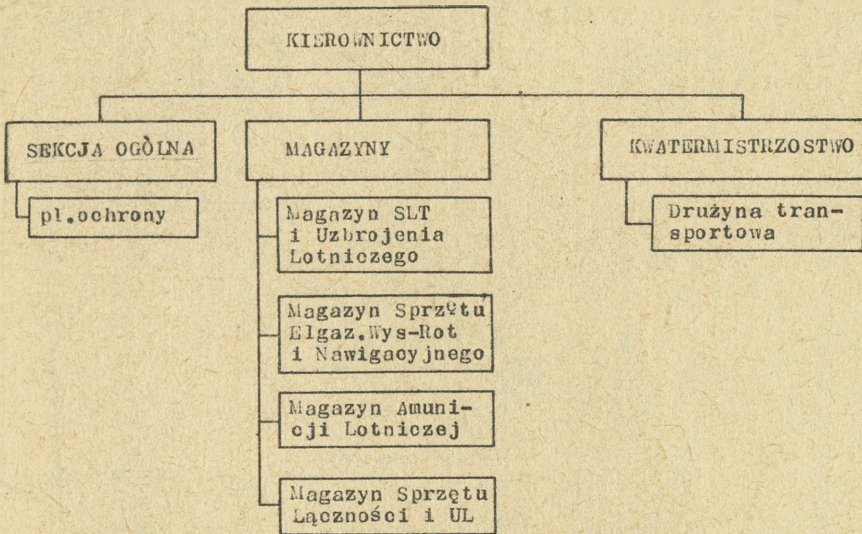 KIEROWNICTWO
SEKCJA OGÒLNA
pl.ochrony
MAGAZYNY
Magazyn SLT
i Uzbrojenia
Lotniczego
Magazyn Sprzętu
Elgaz.Wys-Rot
i Nawigacyjnego
Magazyn Amuni-
cji Lotniczej
Magazyn Sprzętu
Łączności i UL
KWATERMISTRZOSTWO
Drużyna tran-
sportowa